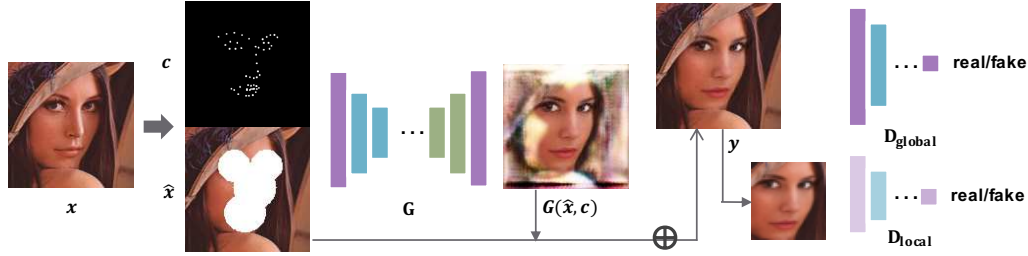 x
c
x̂
G
G(x̂, c)
y
... real/fake
D_global
... real/fake
D_local